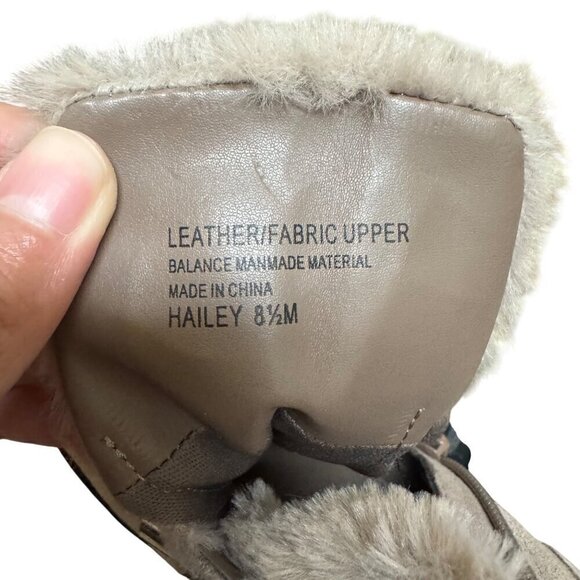 LEATHER/FABRIC UPPER
BALANCE MANMADE MATERIAL
MADE IN CHINA
HAILEY 8½M